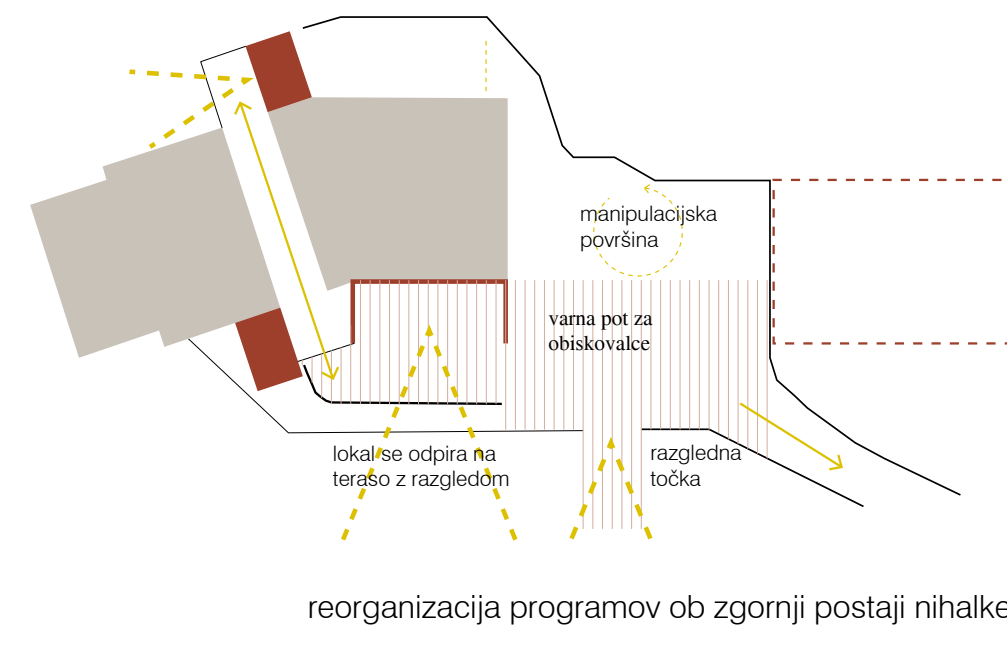 manipulacijska
površina
varna pot za
obiskovalce
lokal se odpira na
teraso z razgledom
razgledna
točka
reorganizacija programov ob zgornji postaji nihalke